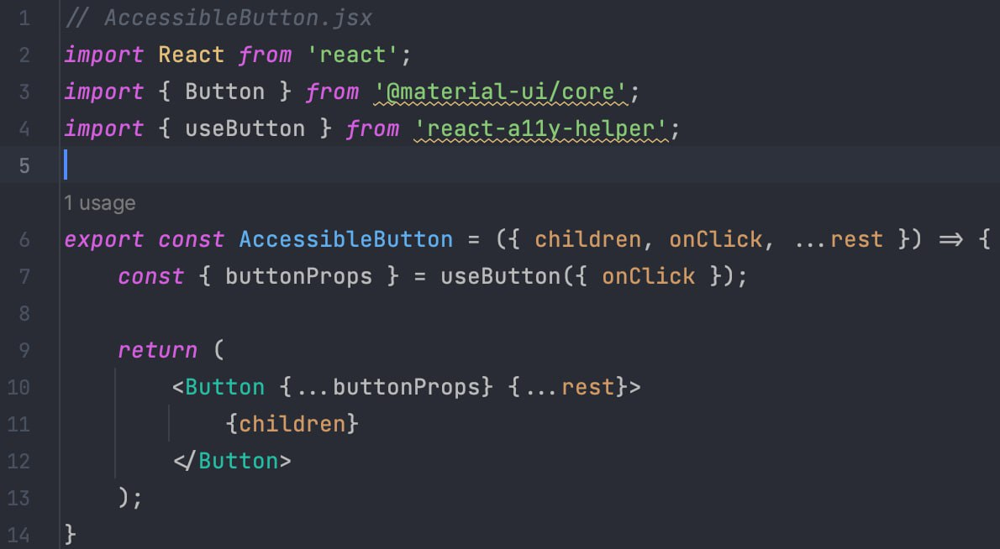 1 // AccessibleButton.jsx
2 import React from 'react';
3 import { Button } from '@material-ui/core';
4 import { useButton } from 'react-a11y-helper';
5
1 usage
6 export const AccessibleButton = ({ children, onClick, ...rest }) => {
7     const { buttonProps } = useButton({ onClick });
8
9     return (
10         <Button {...buttonProps} {...rest}>
11             {children}
12         </Button>
13     );
14 }